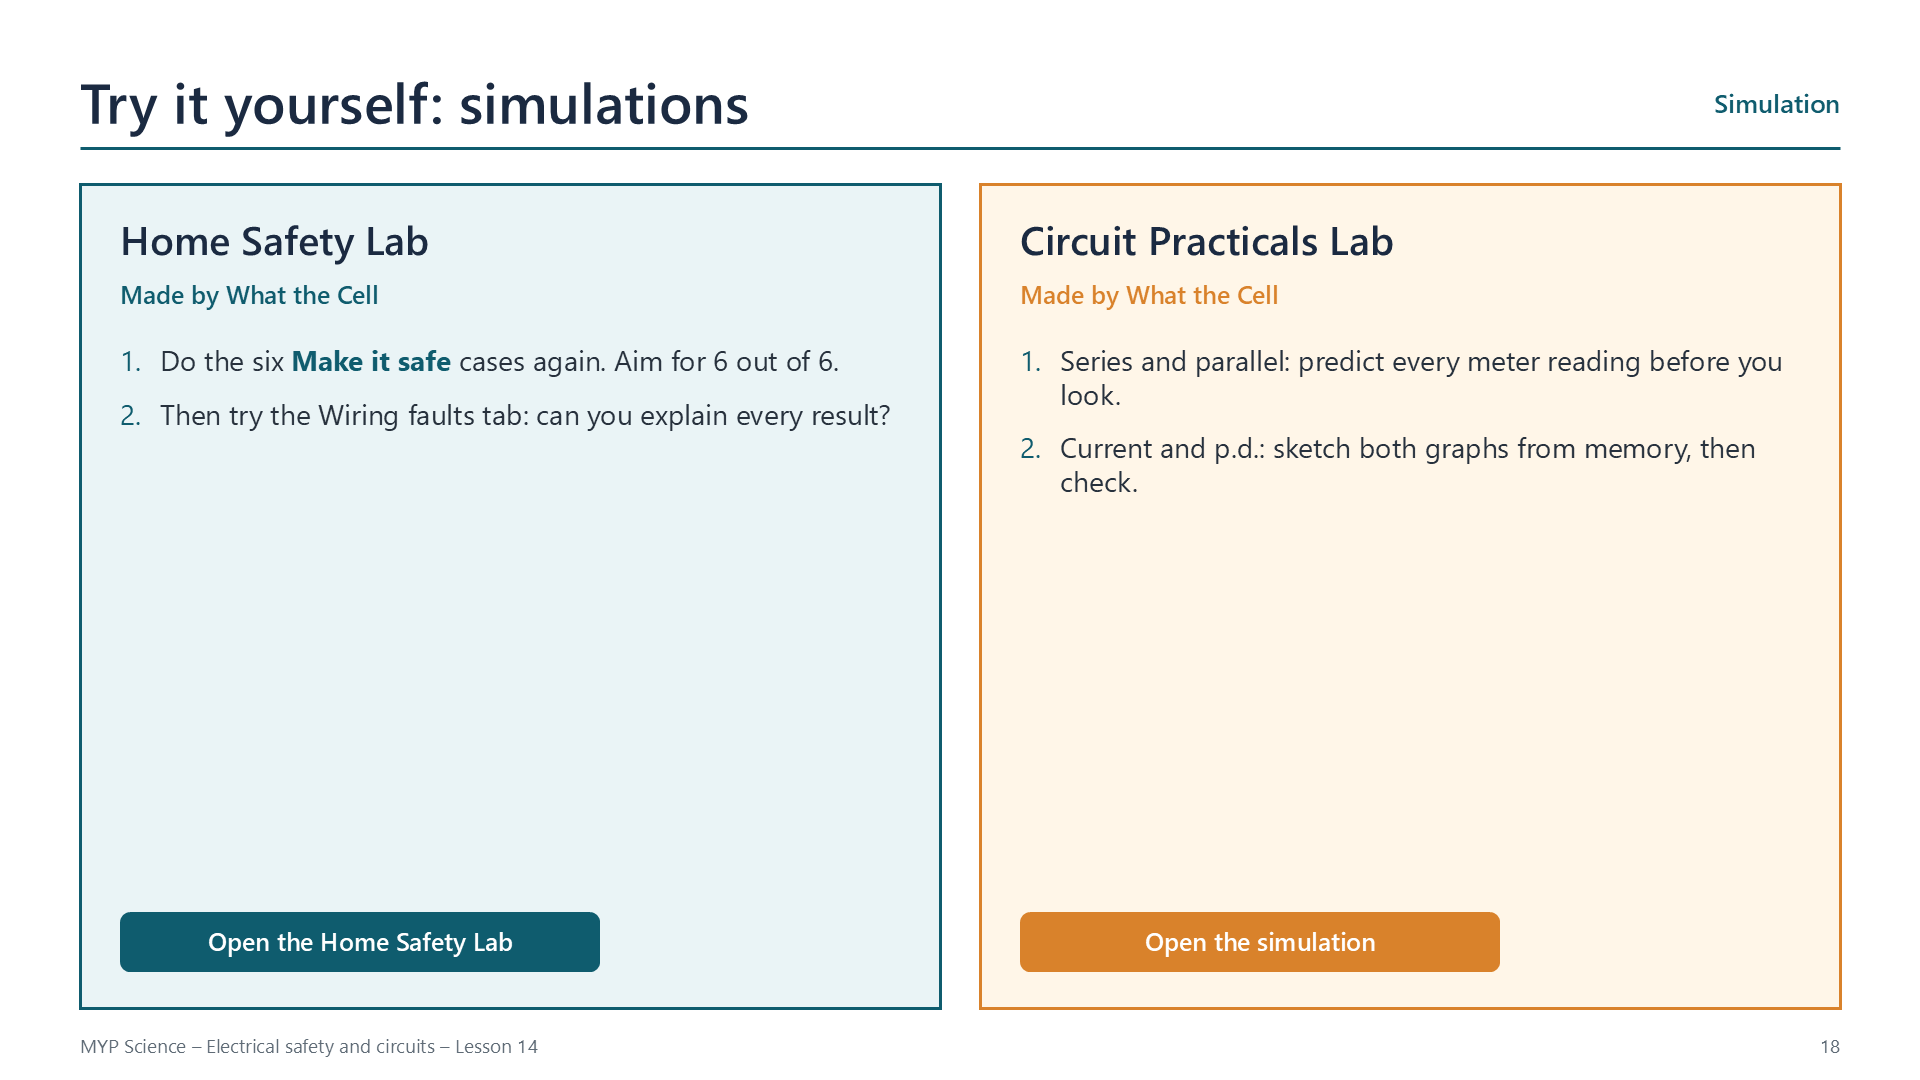 Try it yourself: simulations
Simulation
Home Safety Lab
Made by What the Cell
1. Do the six Make it safe cases again. Aim for 6 out of 6.
2. Then try the Wiring faults tab: can you explain every result?
Open the Home Safety Lab
Circuit Practicals Lab
Made by What the Cell
1. Series and parallel: predict every meter reading before you
look.
2. Current and p.d.: sketch both graphs from memory, then
check.
Open the simulation
MYP Science – Electrical safety and circuits – Lesson 14
18